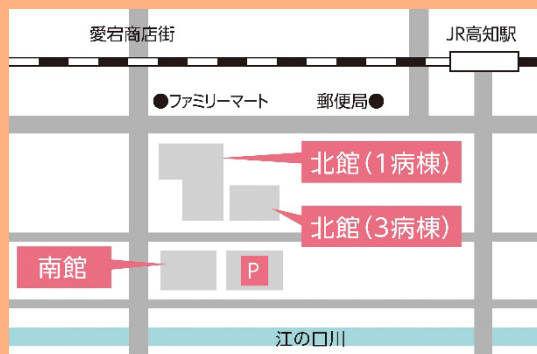 愛宕商店街
JR高知駅
●ファミリーマート
郵便局●
北館(1病棟)
北館(3病棟)
南館
P
江の口川